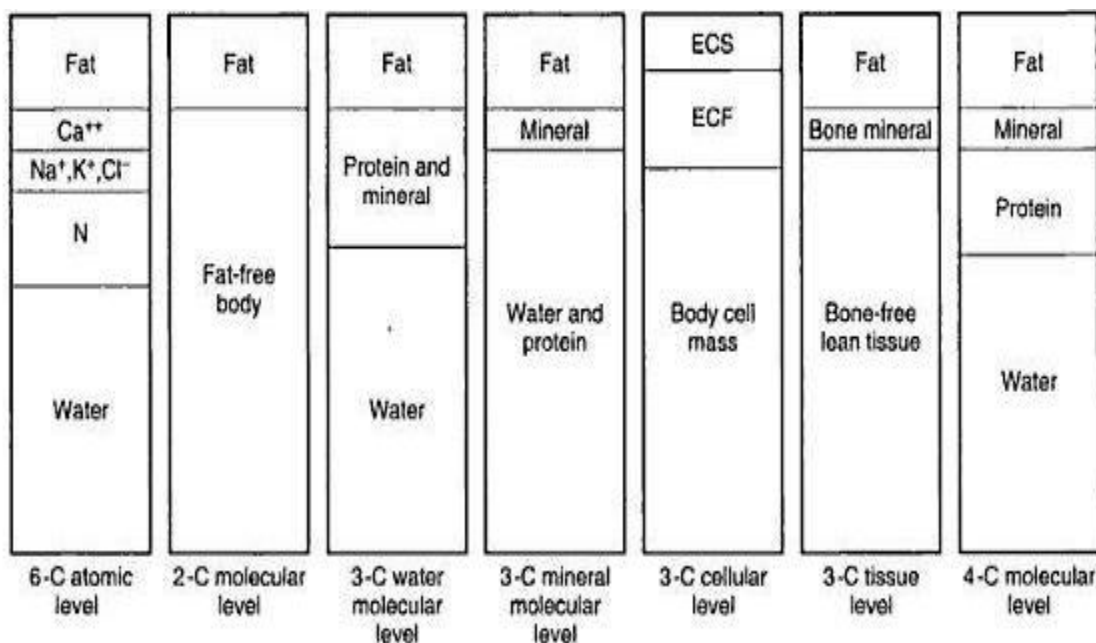 Fat
Ca++
Na+,K+,Cl–
N
Water
6-C atomic
level
Fat
Fat-free
body
2-C molecular
level
Fat
Protein and
mineral
Water
3-C water
molecular
level
Fat
Mineral
Water and
protein
3-C mineral
molecular
level
ECS
ECF
Body cell
mass
3-C cellular
level
Fat
Bone mineral
Bone-free
lean tissue
3-C tissue
level
Fat
Mineral
Protein
Water
4-C molecular
level